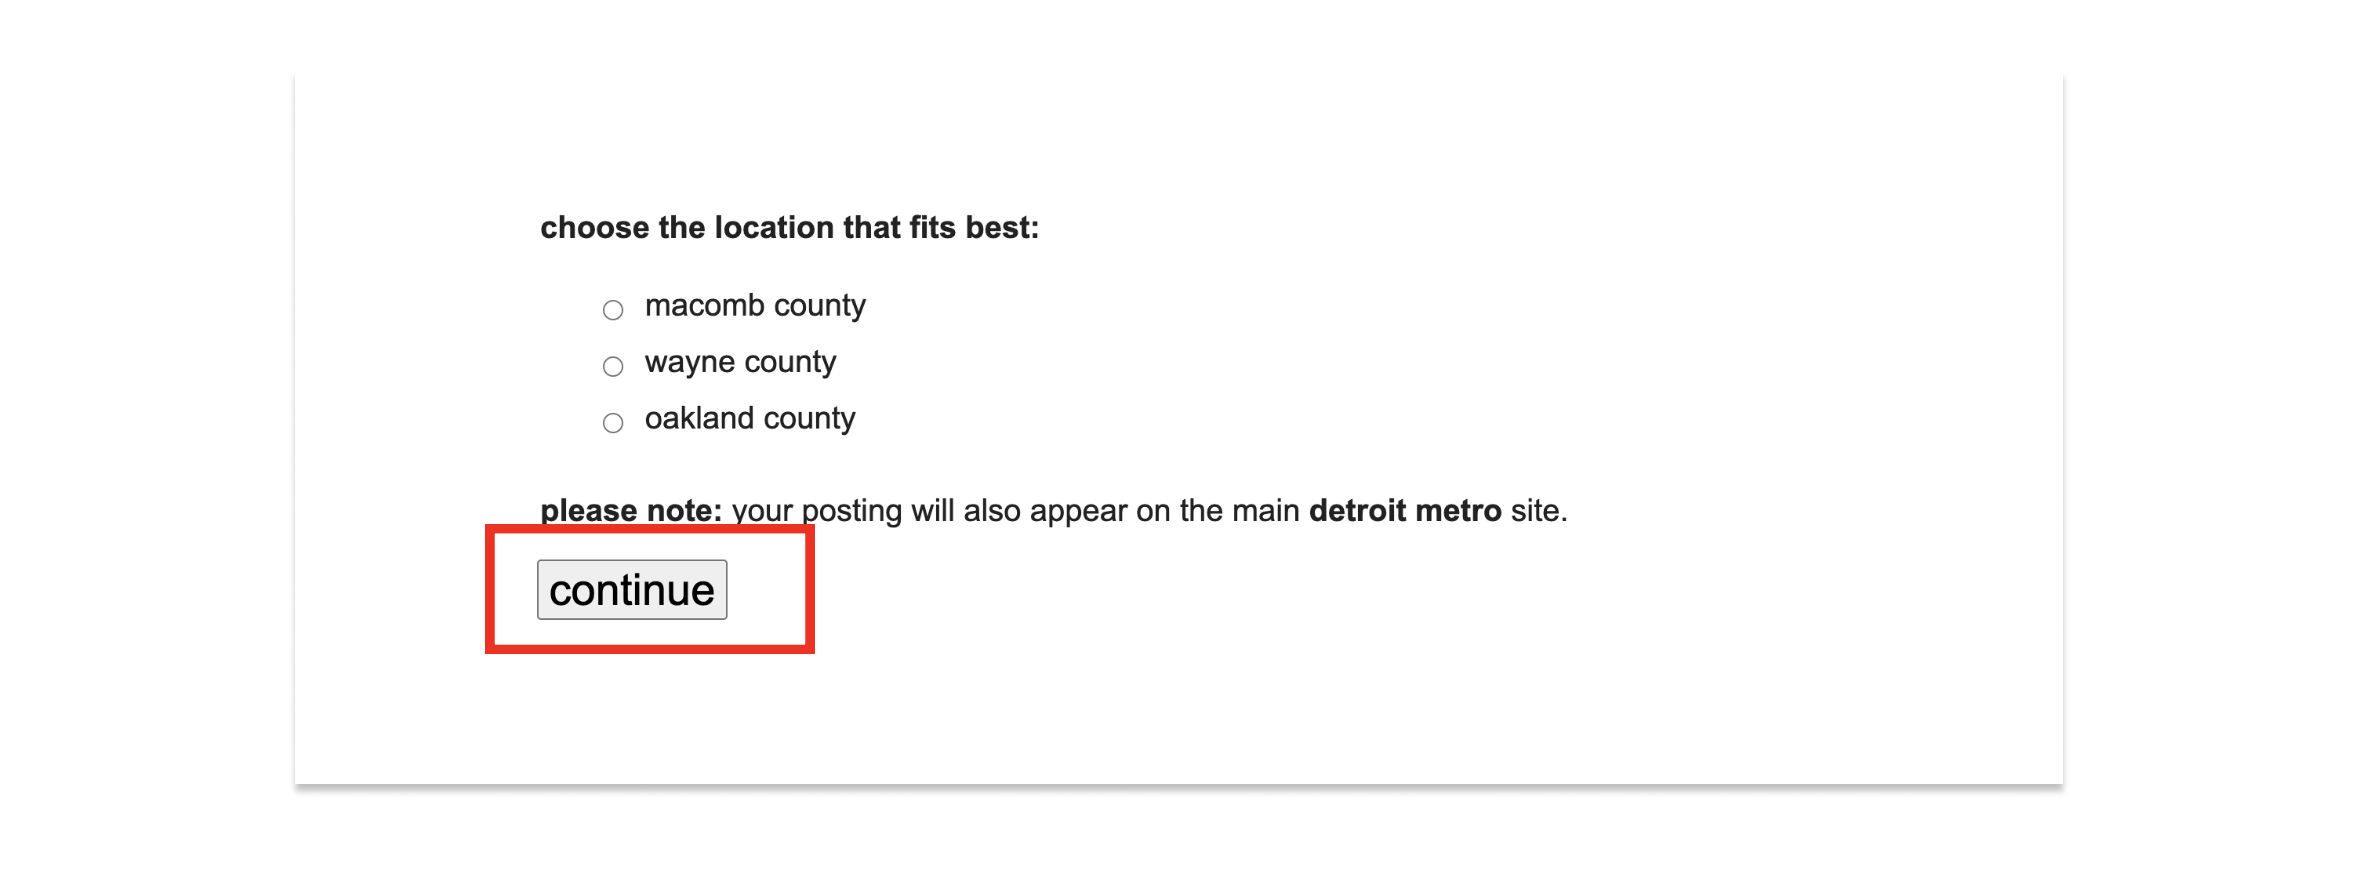 choose the location that fits best:
macomb county
wayne county
oakland county
please note: your posting will also appear on the main detroit metro site.
continue